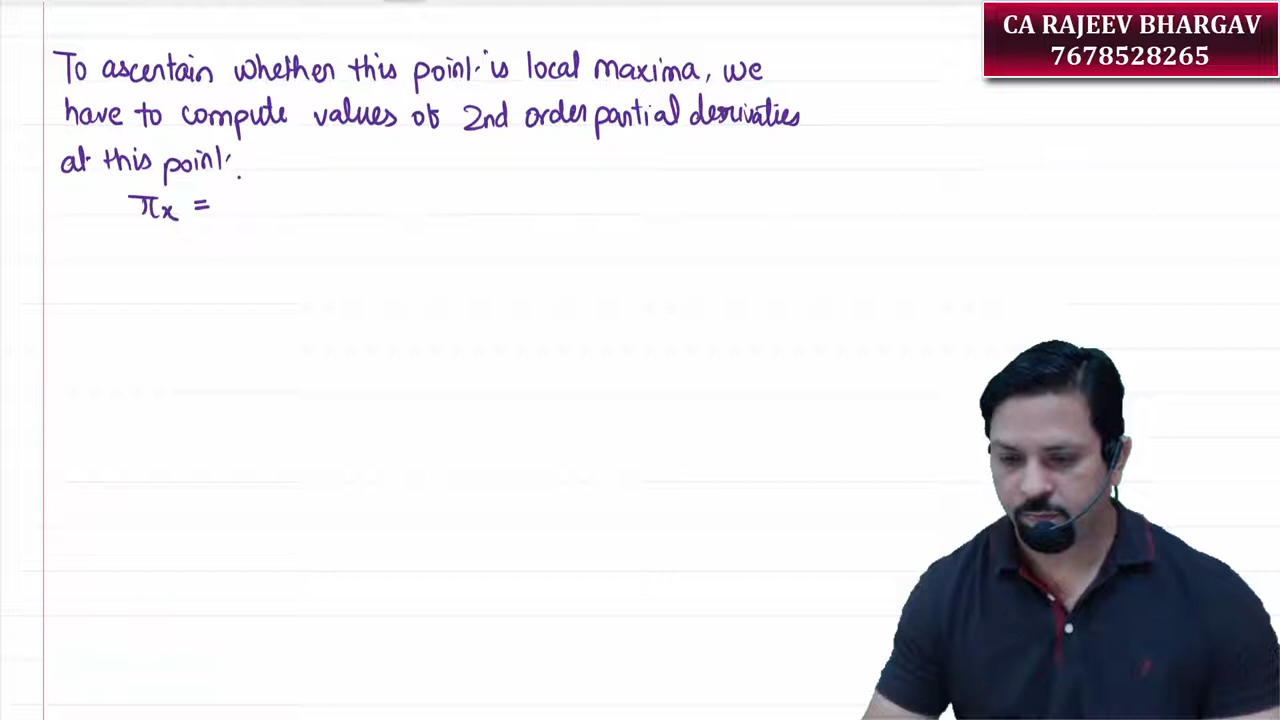 CA RAJEEV BHARGAV
7678528265
To ascertain whether this point is local maxima, we
have to compute values of 2nd order partial derivaties
at this point.
πx =